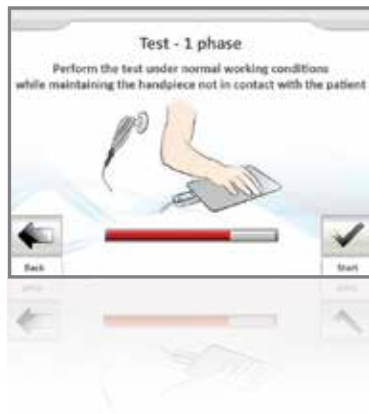 Test - 1 phase
Perform the test under normal working conditions
while maintaining the handpiece not in contact with the patient
Back
Start